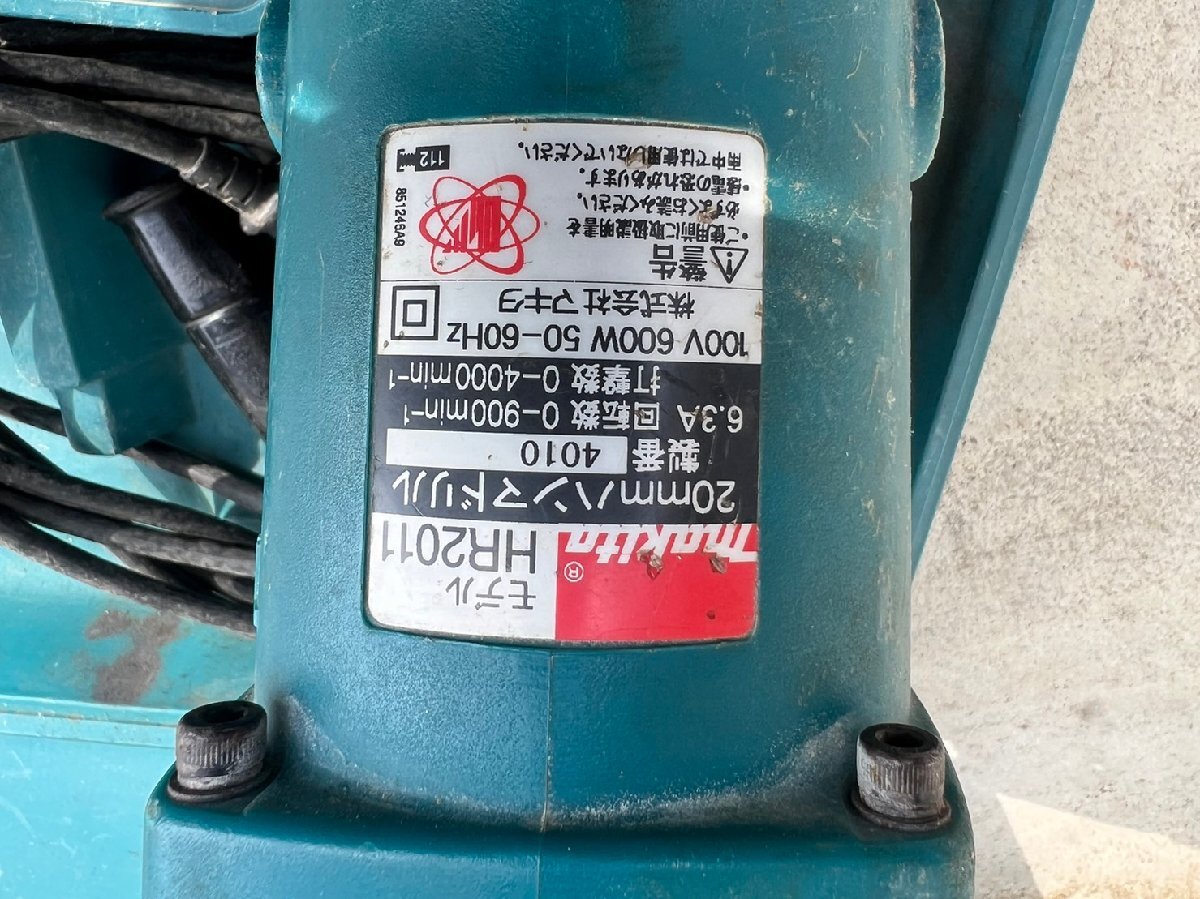 makita®
モデル
HR2011
20mmハンマドリル
製番 4010
6.3A 回転数 0-900min-1
打撃数 0-4000min-1
100V 600W 50-60Hz
株式会社 マキタ
警告
•ご使用前に取扱説明書を
必ずよくお読みください。
•感電の恐れがあります。
雨中では使用しないでください。
851246A9
112